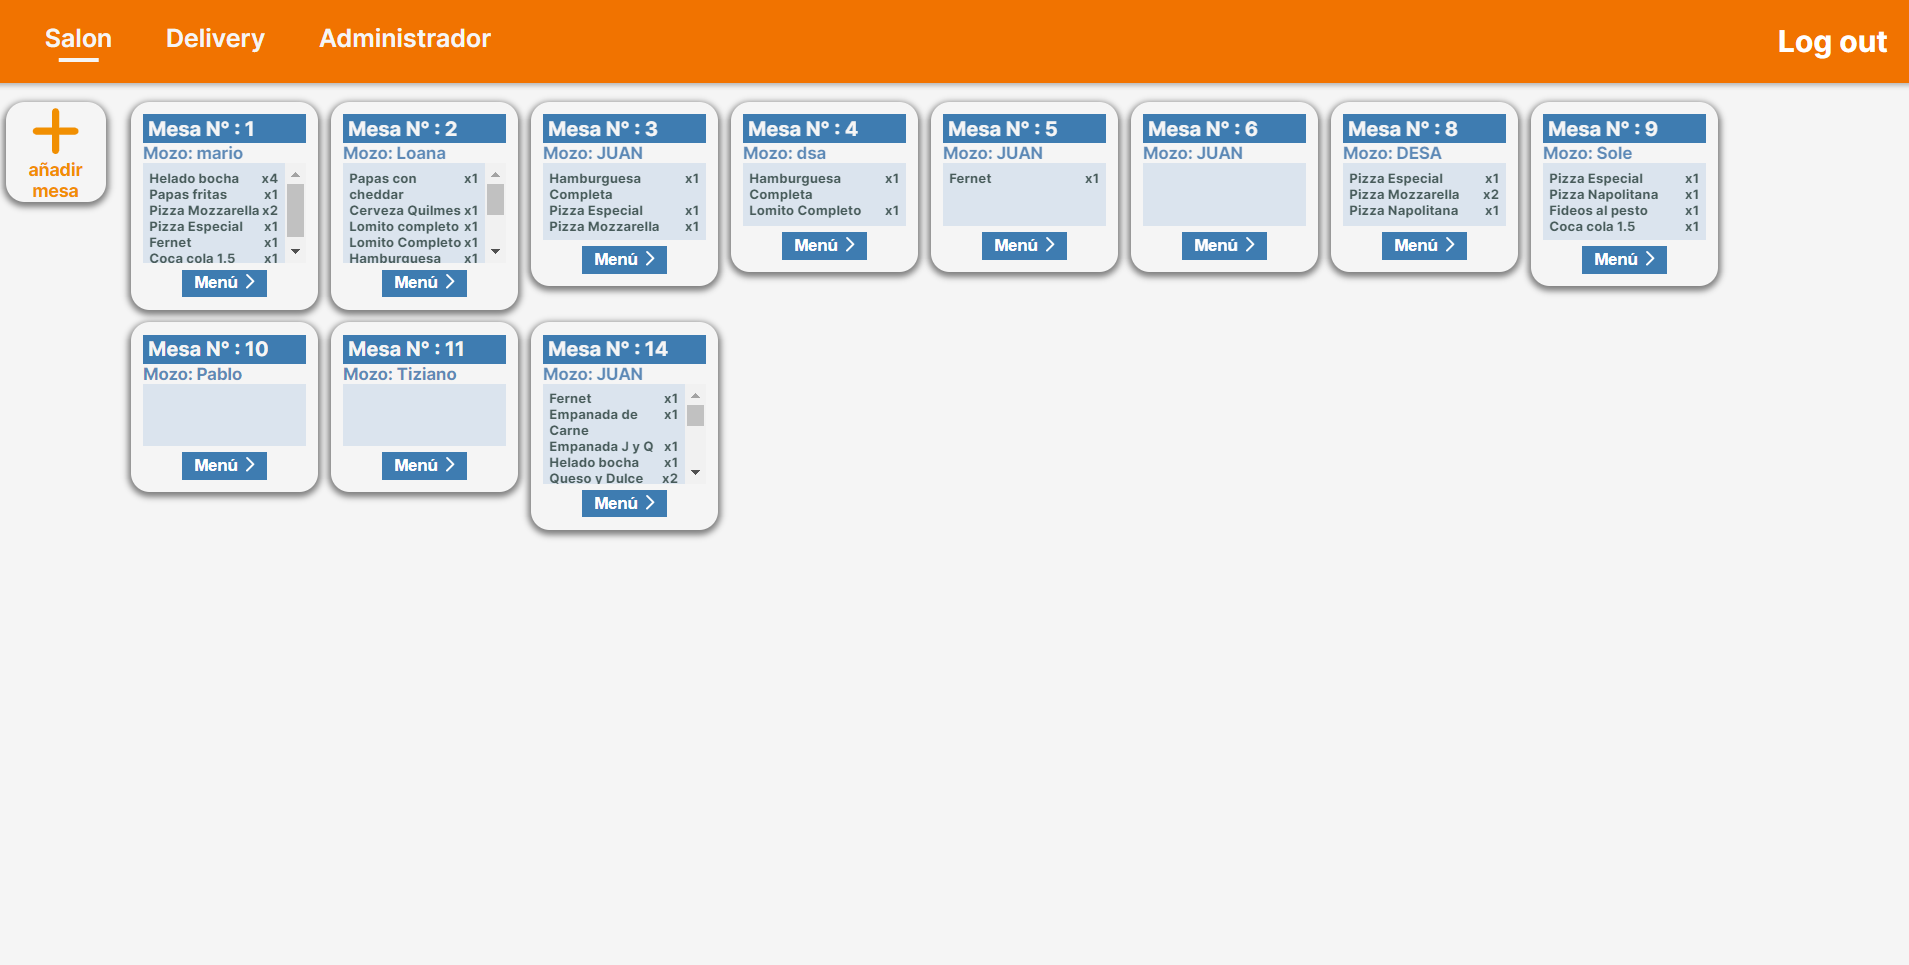 Salon Delivery Administrador Log out
añadir
mesa
Mesa N° : 1
Mozo: mario
Helado bocha x4
Papas fritas x1
Pizza Mozzarella x2
Pizza Especial x1
Fernet x1
Coca cola 1.5 x1
Menú
Mesa N° : 2
Mozo: Loana
Papas con x1
cheddar
Cerveza Quilmes x1
Lomito completo x1
Lomito Completo x1
Hamburguesa x1
Menú
Mesa N° : 3
Mozo: JUAN
Hamburguesa x1
Completa
Pizza Especial x1
Pizza Mozzarella x1
Menú
Mesa N° : 4
Mozo: dsa
Hamburguesa x1
Completa
Lomito Completo x1
Menú
Mesa N° : 5
Mozo: JUAN
Fernet x1
Menú
Mesa N° : 6
Mozo: JUAN
Menú
Mesa N° : 8
Mozo: DESA
Pizza Especial x1
Pizza Mozzarella x2
Pizza Napolitana x1
Menú
Mesa N° : 9
Mozo: Sole
Pizza Especial x1
Pizza Napolitana x1
Fideos al pesto x1
Coca cola 1.5 x1
Menú
Mesa N° : 10
Mozo: Pablo
Menú
Mesa N° : 11
Mozo: Tiziano
Menú
Mesa N° : 14
Mozo: JUAN
Fernet x1
Empanada de x1
Carne
Empanada J y Q x1
Helado bocha x1
Queso y Dulce x2
Menú